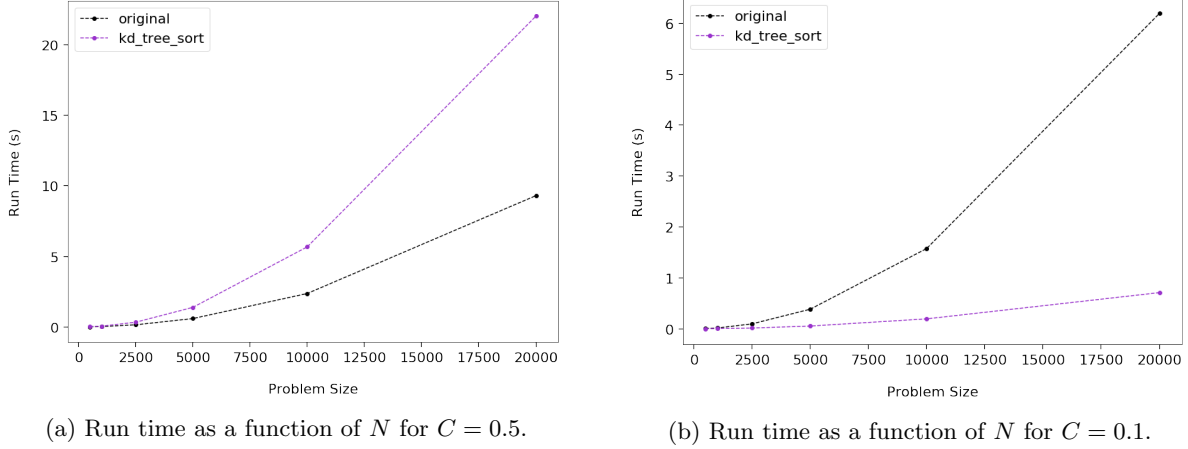 original
kd_tree_sort
20
15
10
5
0
Run Time (s)
0 2500 5000 7500 10000 12500 15000 17500 20000
Problem Size
(a) Run time as a function of N for C = 0.5.
original
kd_tree_sort
6
5
4
3
2
1
0
Run Time (s)
0 2500 5000 7500 10000 12500 15000 17500 20000
Problem Size
(b) Run time as a function of N for C = 0.1.